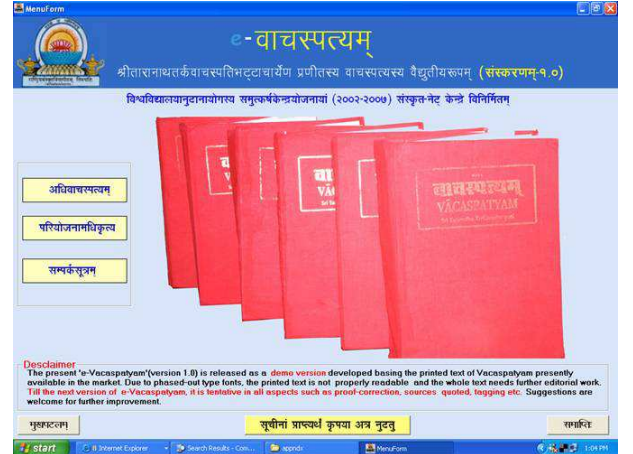 MenuForm
e-वाचस्पत्यम्
श्रीतारानाथतर्कवाचस्पतिभट्टाचार्येण प्रणीतस्य वाचस्पत्यस्य वैद्युतीयरूपम् (संस्करणम्-१.०)
विश्वविद्यालयानुदानायोगस्य समुत्कर्षकेन्द्रयोजनायां (२००२-२००७) संस्कृत-नेट् केन्द्रे विनिर्मितम्
वाचस्पत्यम्
VĀCASPATYAM
अधिवाचस्पत्यम्
परियोजनामधिकृत्य
सम्पर्कसूत्रम्
Desclaimer
The present 'e-Vacaspatyam'(version 1.0) is released as a demo version developed basing the printed text of Vacaspatyam presently
available in the market. Due to phased-out type fonts, the printed text is not properly readable and the whole text needs further editorial work.
Till the next version of e-Vacaspatyam, it is tentative in all aspects such as proof-correction, sources quoted, tagging etc. Suggestions are
welcome for further improvement.
मुखपटलम्
सूचीनां प्राप्त्यर्थं कृपया अत्र नुदतु
समाप्तिः
start
8 Internet Explorer
Search Results - Com...
appndx
MenuForm
1:04 PM